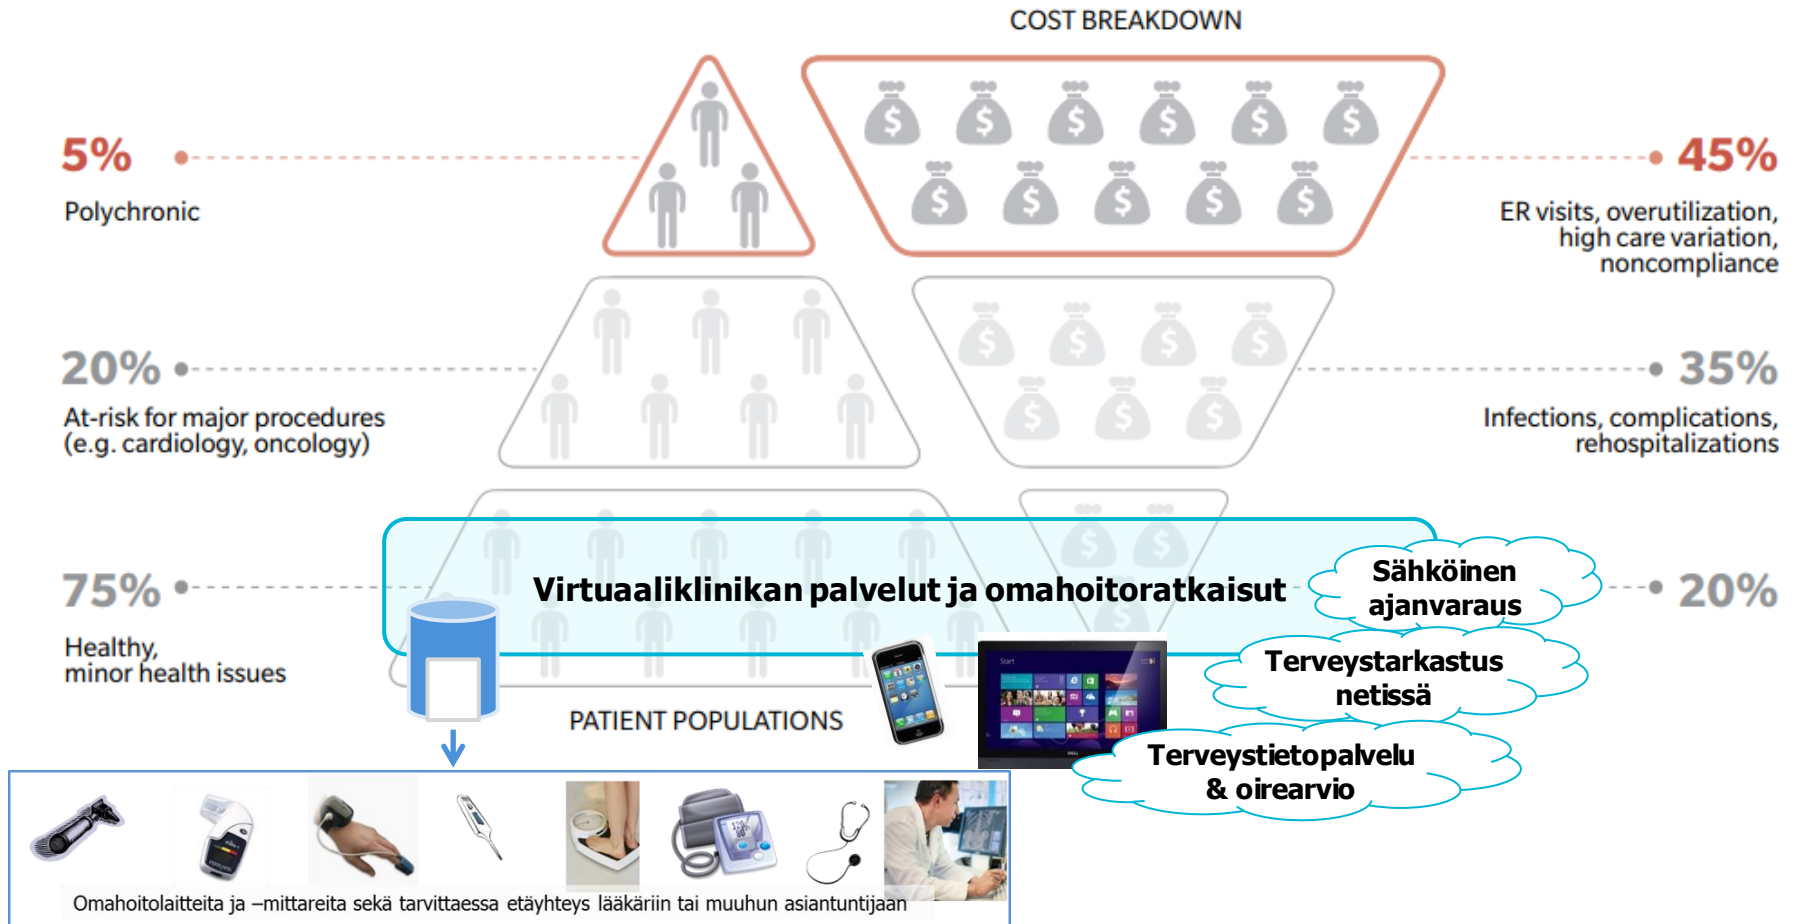 COST BREAKDOWN
5%
Polychronic
45%
ER visits, overutilization,
high care variation,
noncompliance
20%
At-risk for major procedures
(e.g. cardiology, oncology)
35%
Infections, complications,
rehospitalizations
75%
Healthy,
minor health issues
Virtuaaliklinikan palvelut ja omahoitoratkaisut
20%
Sähköinen
ajanvaraus
Terveystarkastus
netissä
Terveystietopalvelu
& oirearvio
PATIENT POPULATIONS
Start
DELL
Omahoitolaitteita ja –mittareita sekä tarvittaessa etäyhteys lääkäriin tai muuhun asiantuntijaan